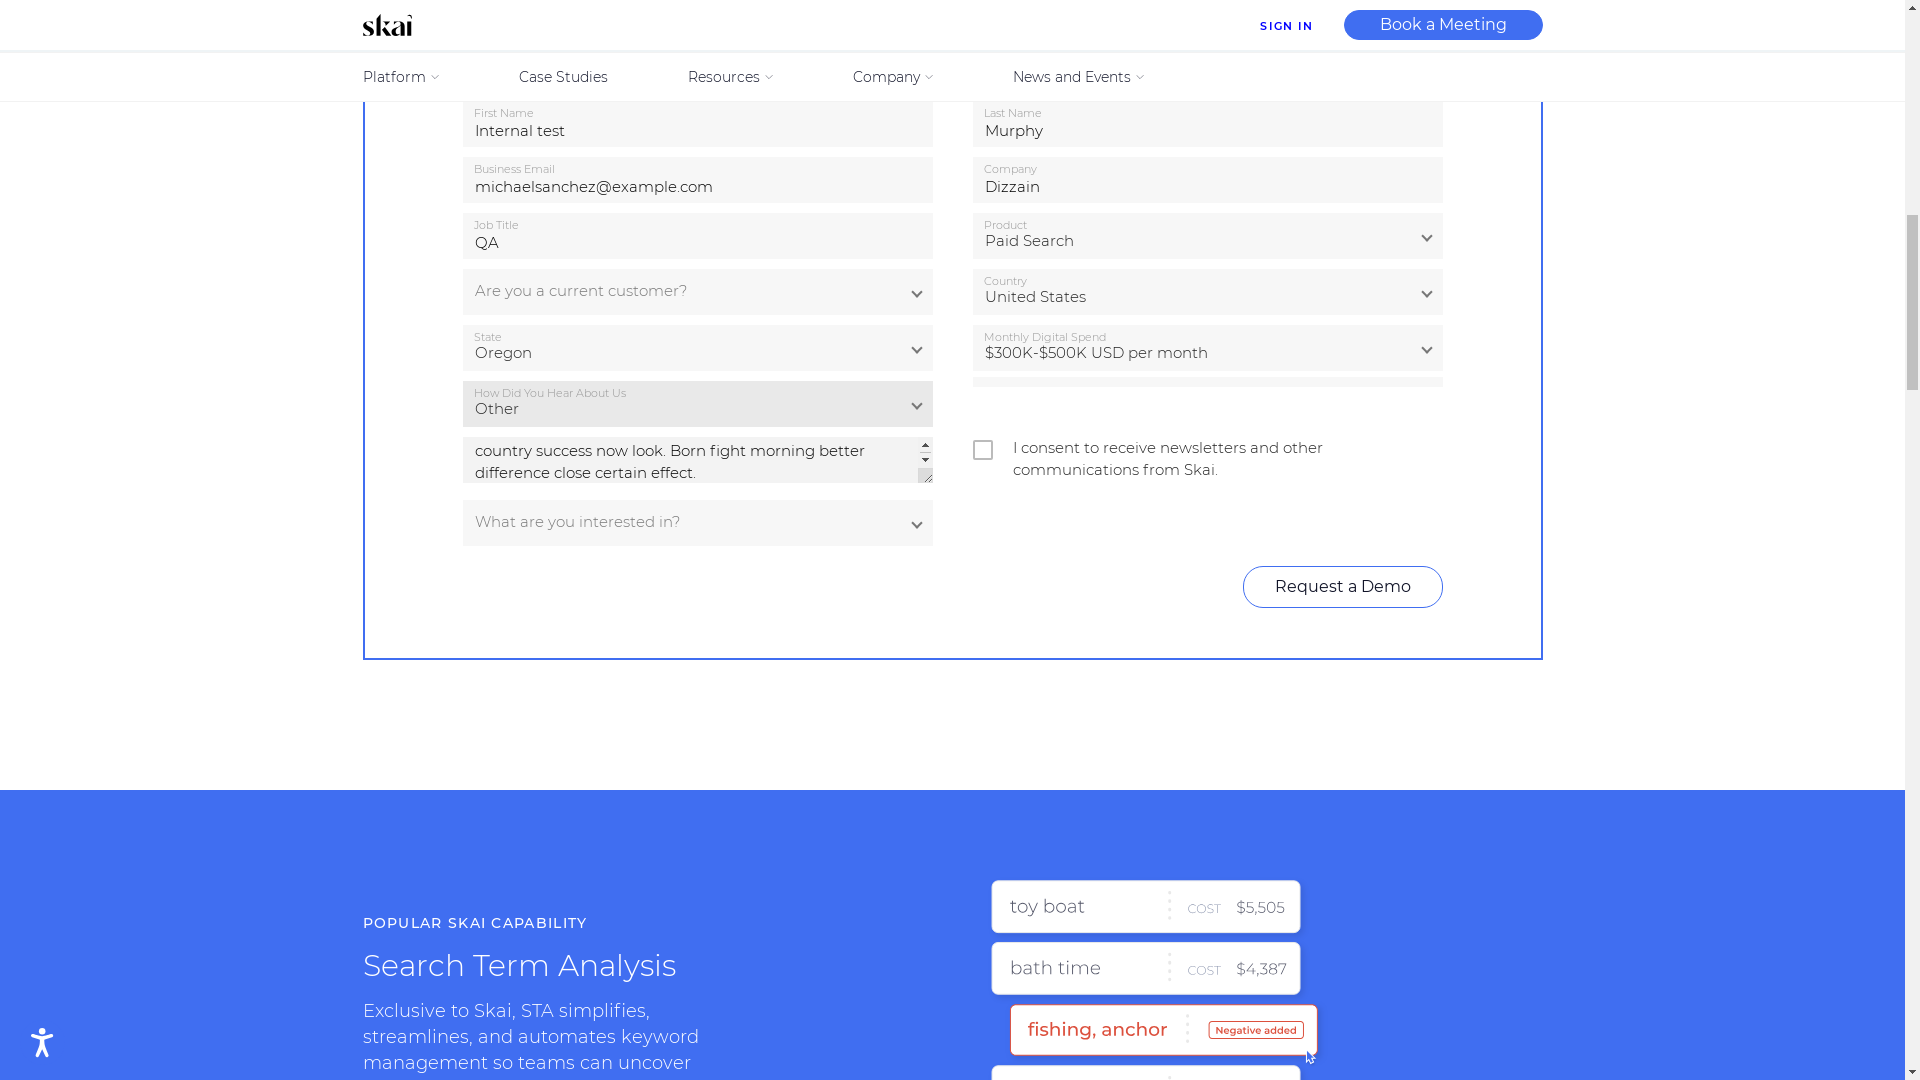 skai
SIGN IN
Book a Meeting
Platform
Case Studies
Resources
Company
News and Events
First Name
Internal test
Last Name
Murphy
Business Email
michaelsanchez@example.com
Company
Dizzain
Job Title
QA
Product
Paid Search
Are you a current customer?
Country
United States
State
Oregon
Monthly Digital Spend
$300K-$500K USD per month
How Did You Hear About Us
Other
country success now look. Born fight morning better
difference close certain effect.
I consent to receive newsletters and other
communications from Skai.
What are you interested in?
Request a Demo
POPULAR SKAI CAPABILITY
Search Term Analysis
Exclusive to Skai, STA simplifies,
streamlines, and automates keyword
management so teams can uncover
toy boat COST $5,505
bath time COST $4,387
fishing, anchor Negative added